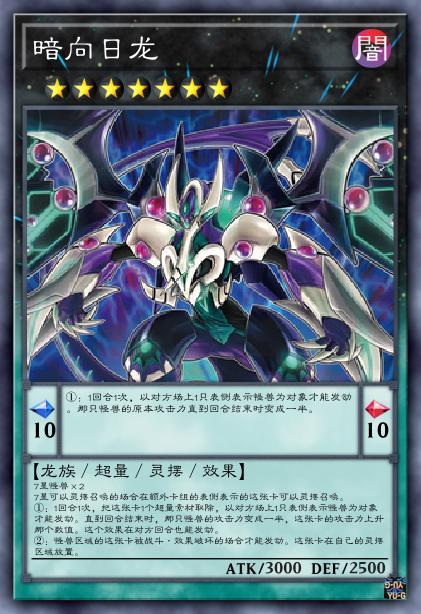 暗向日龙
闇
①：1回合1次，以对方场上1只表侧表示怪兽为对象才能发动
。那只怪兽的原本攻击力直到回合结束时变成一半。
10
10
【龙族／超量／灵摆／效果】
7星怪兽×2
7星可以灵摆召唤的场合在额外卡组的表侧表示的这张卡可以灵摆召唤。
①：1回合1次，把这张卡1个超量素材取除，以对方场上1只表侧表示怪兽为对象
才能发动。直到回合结束时，那只怪兽的攻击力变成一半，这张卡的攻击力上升
那个数值。这个效果在对方回合也能发动。
②：怪兽区域的这张卡被战斗·效果破坏的场合才能发动。这张卡在自己的灵摆
区域放置。
ATK/3000 DEF/2500